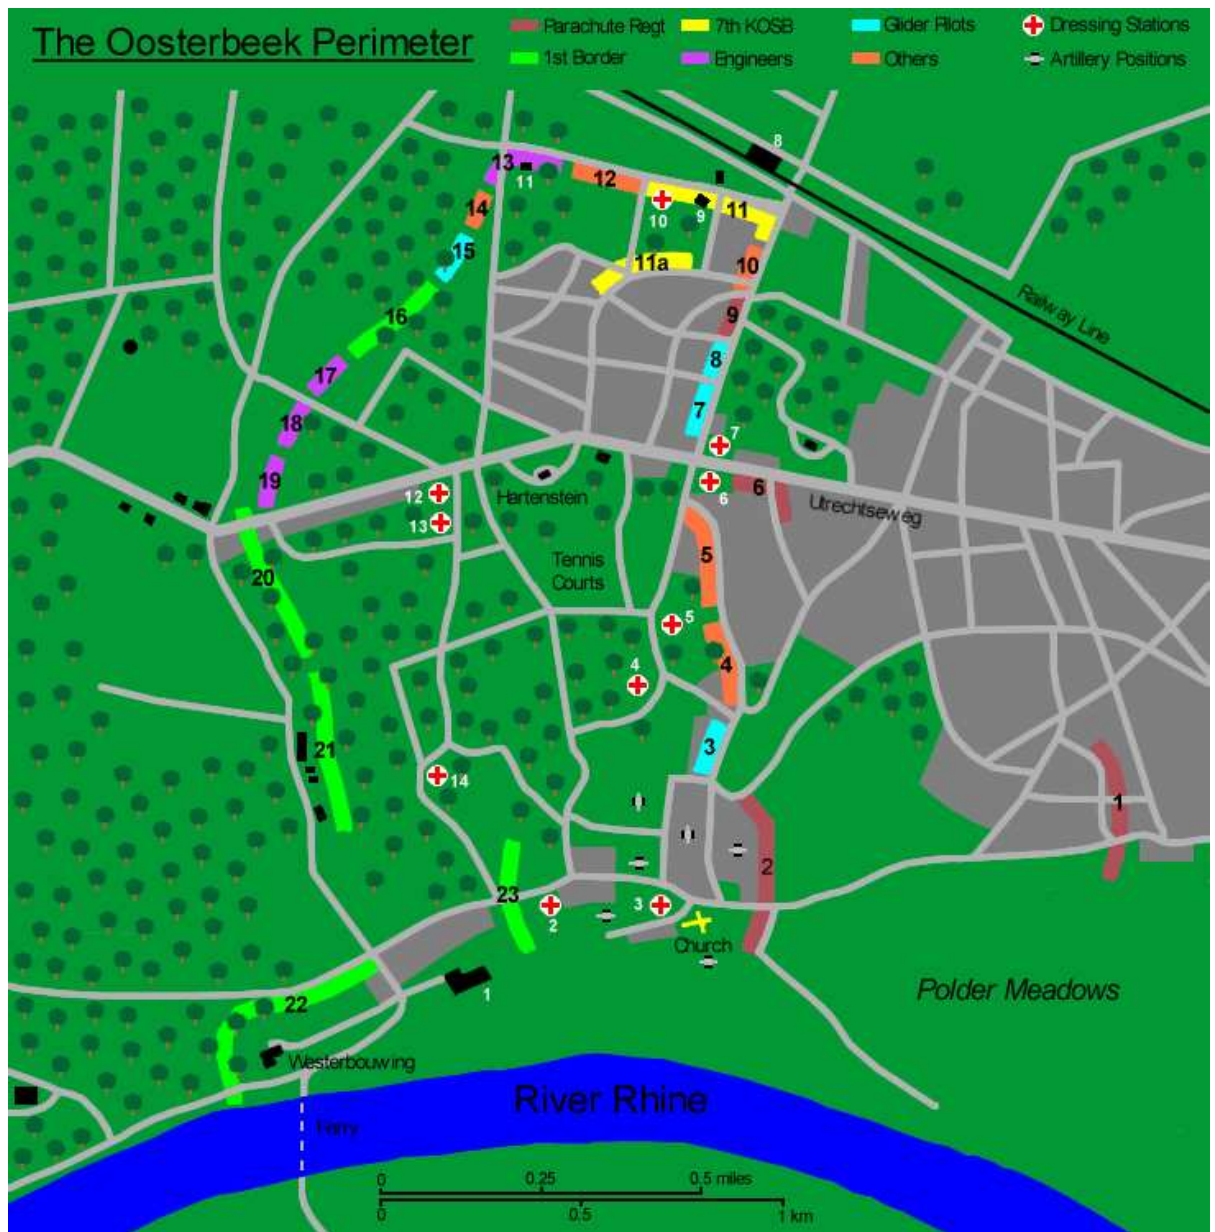 The Oosterbeek Perimeter
Parachute Regt
7th KOSB
Glider Pilots
Dressing Stations
1st Border
Engineers
Others
Artillery Positions
8
13
11
12
10
9
11
14
15
11a
10
Railway Line
16
9
8
17
7
18
7
19
12
Hartenstein
6
6
Utrechtseweg
13
5
Tennis
Courts
20
5
4
4
3
21
14
1
2
23
2
3
Church
22
1
Polder Meadows
Westerbouwing
River Rhine
Ferry
0 0.25 0.5 miles
0 0.5 1 km